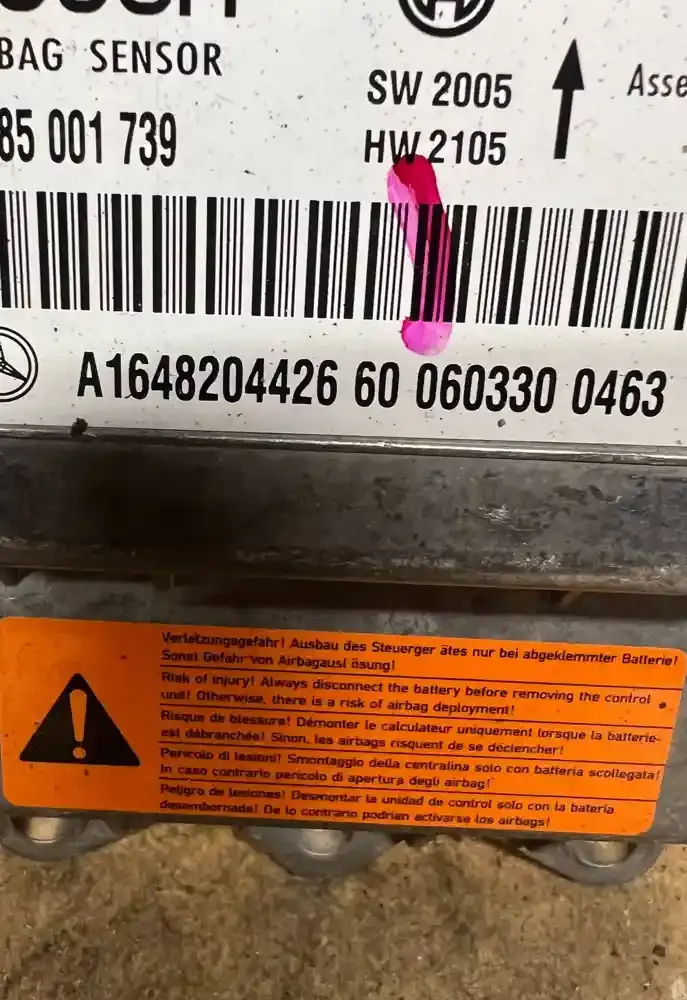 BAG SENSOR
SW 2005
Asse
85 001 739
HW 2105
A1648204426 60 060330 0463
Verletzungsgefahr! Ausbau des Steuerger ätes nur bei abgeklemmter Batterie!
Sonst Gefahr von Airbagausl ösung!
Risk of injury! Always disconnect the battery before removing the control
unit! Otherwise, there is a risk of airbag deployment!
Risque de blessure! Démonter le calculateur uniquement lorsque la batterie-
est débranchée! Sinon, les airbags risquent de se déclencher!
Pericolo di lesioni! Smontaggio della centralina solo con batteria scollegata!
In caso contrario pericolo di apertura degli airbag!
Peligro de lesiones! Desmontar la unidad de control solo con la batería
desembornada! De lo contrario podrían activarse los airbags!